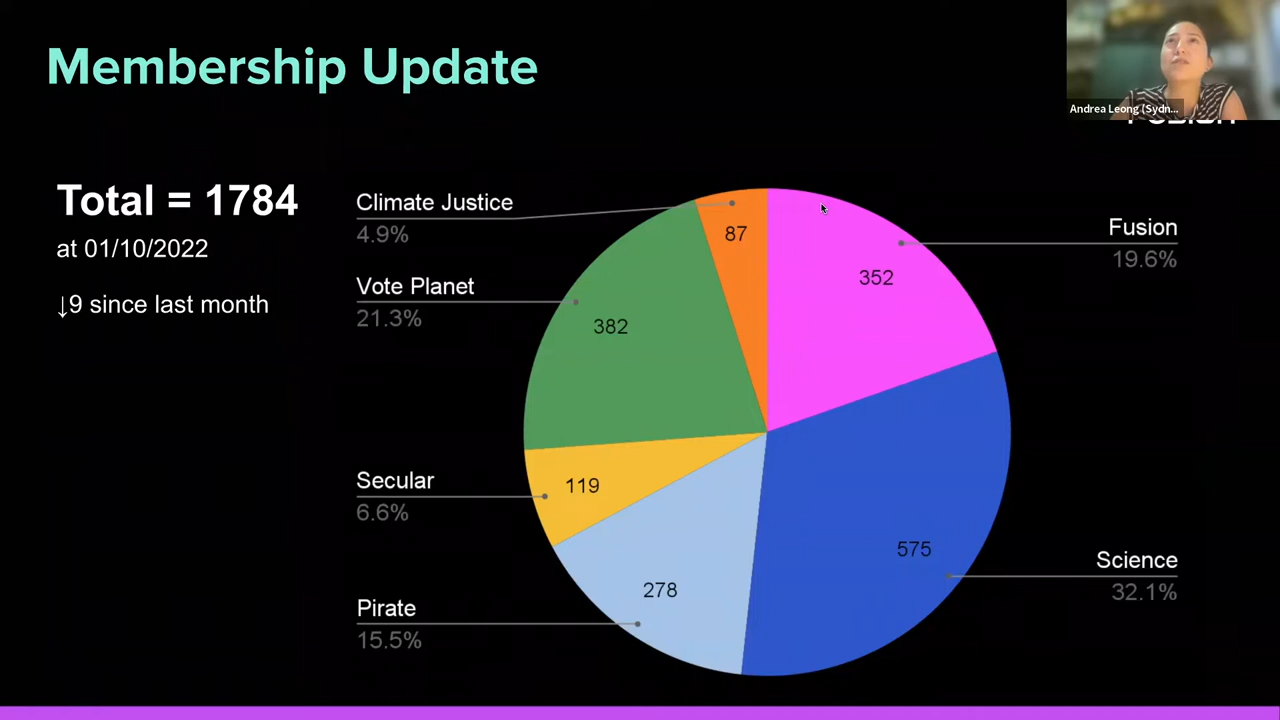 Membership Update
Andrea Leong (Sydn...
Total = 1784
at 01/10/2022
↓9 since last month
Climate Justice
4.9%
87
Vote Planet
21.3%
382
Secular
6.6%
119
Pirate
15.5%
278
Fusion
19.6%
352
Science
32.1%
575